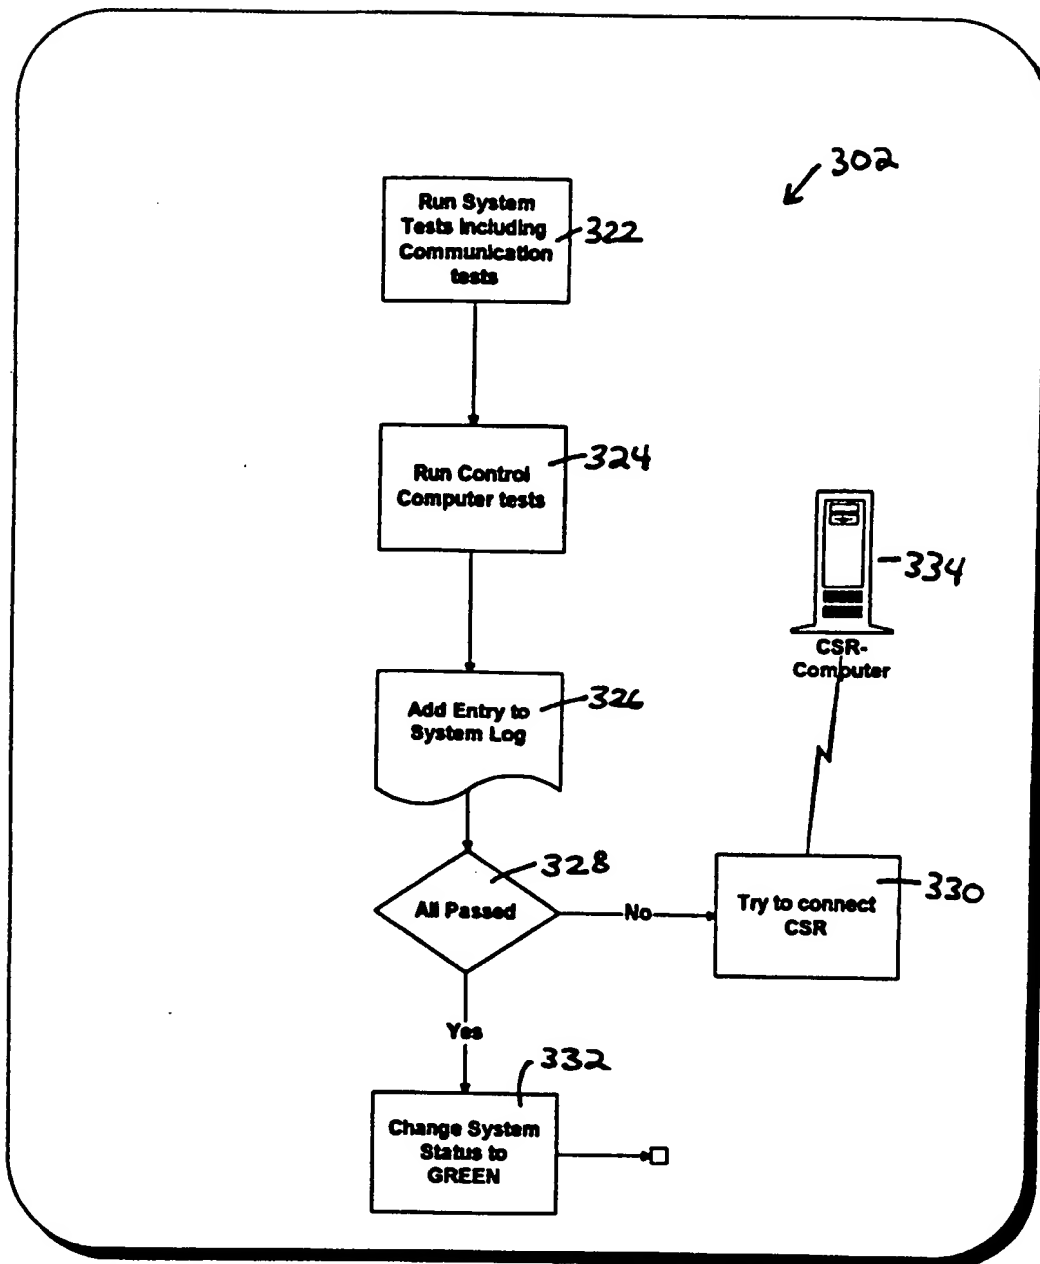 302
Run System
Tests including
Communication
tests
322
Run Control
Computer tests
324
334
CSR-
Computer
Add Entry to
System Log
326
All Passed
328
No
Try to connect
CSR
330
Yes
332
Change System
Status to
GREEN